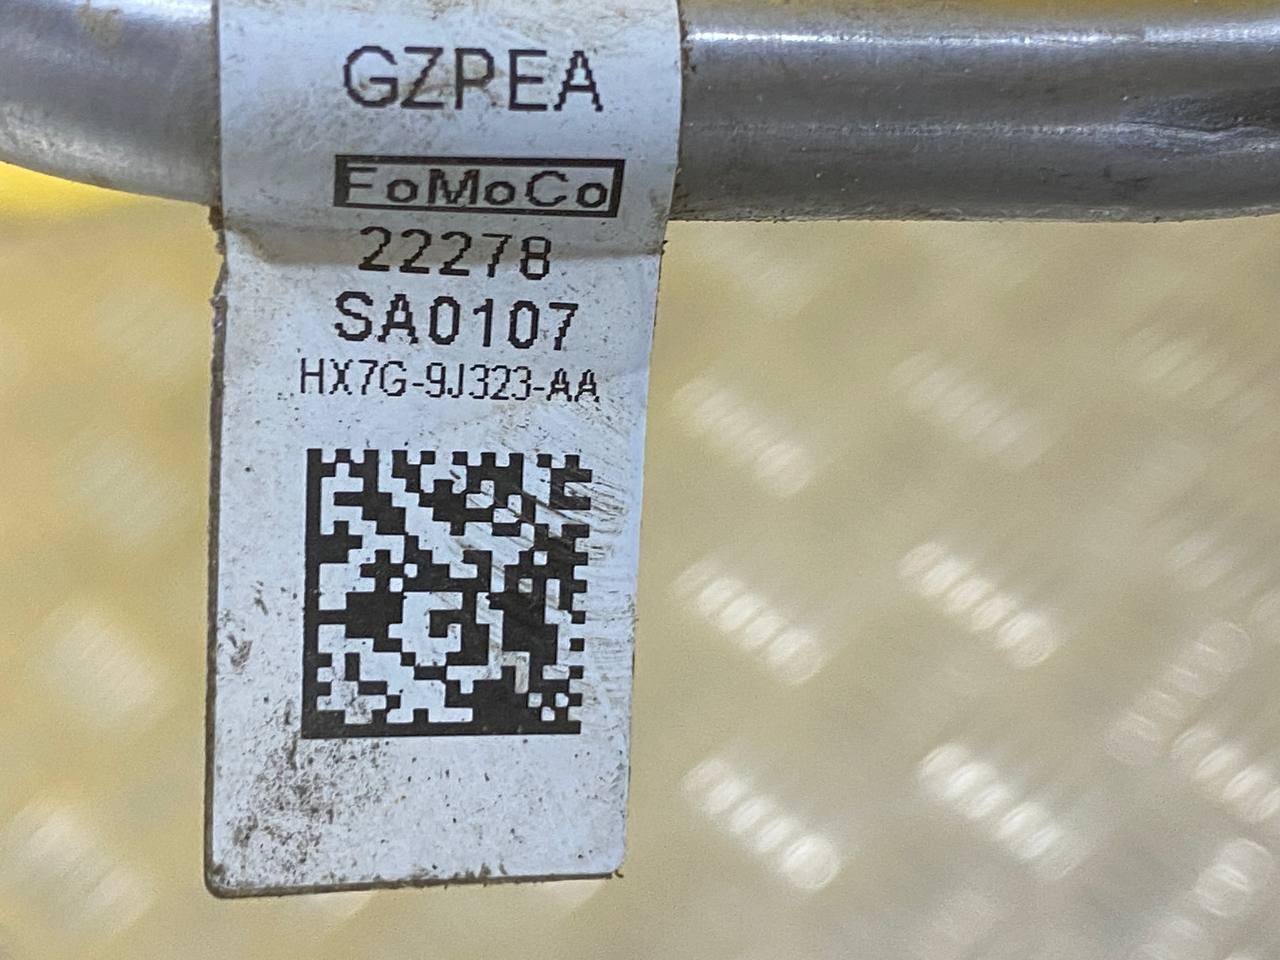 GZPEA
FoMoCo
22278
SA0107
HX7G-9J323-AA